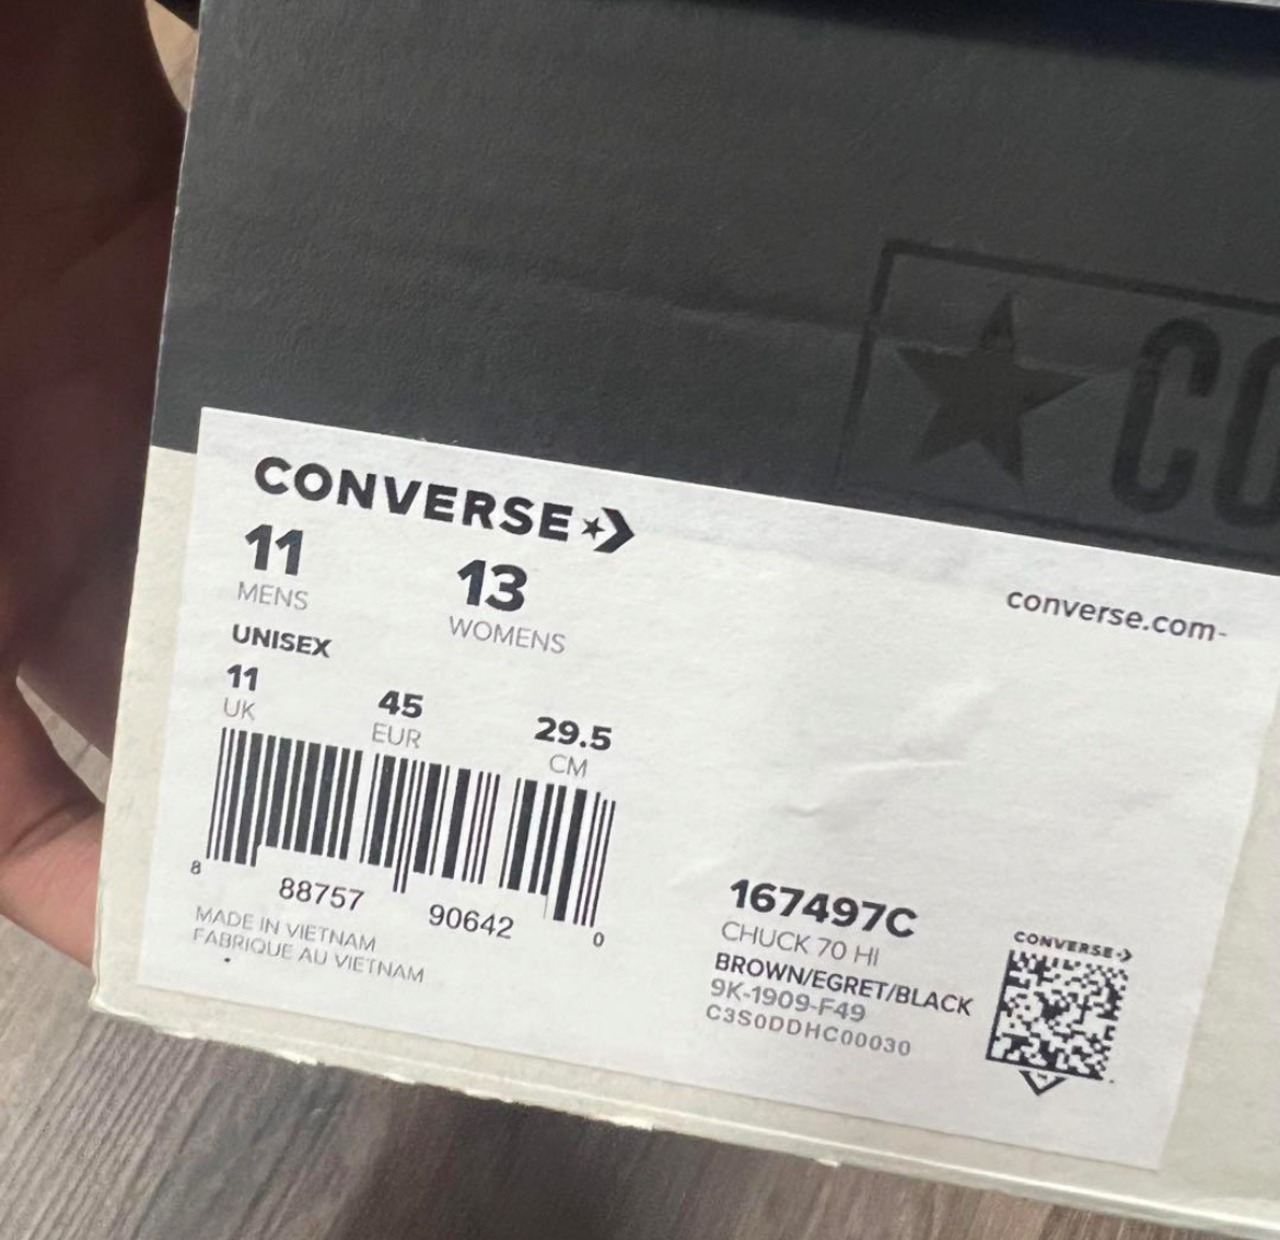 CO
CONVERSE
11 13
MENS WOMENS
UNISEX
11 45 29.5
UK EUR CM
8 88757 90642 0
MADE IN VIETNAM
FABRIQUE AU VIETNAM
converse.com-
167497C
CHUCK 70 HI
BROWN/EGRET/BLACK
9K-1909-F49
C3S0DDHC00030
CONVERSE